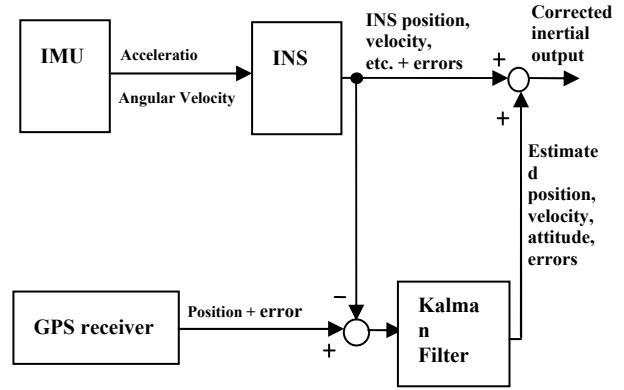 IMU
Acceleratio
Angular Velocity
INS
INS position,
velocity,
etc. + errors
Corrected
inertial
output
+
+
Estimate
d
position,
velocity,
attitude,
errors
GPS receiver
Position + error
−
+
Kalma
n
Filter